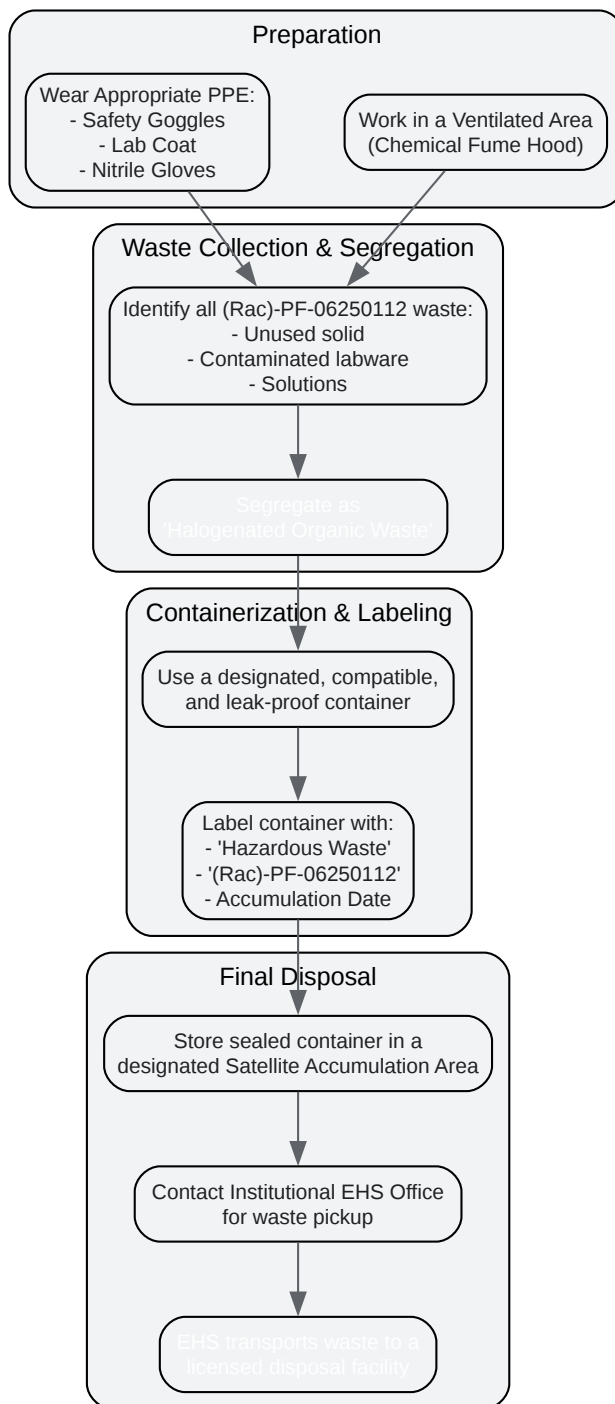 Preparation
Wear Appropriate PPE:
- Safety Goggles
- Lab Coat
- Nitrile Gloves
Work in a Ventilated Area
(Chemical Fume Hood)
Waste Collection & Segregation
Identify all (Rac)-PF-06250112 waste:
- Unused solid
- Contaminated labware
- Solutions
Segregate as
'Halogenated Organic Waste'
Containerization & Labeling
Use a designated, compatible,
and leak-proof container
Label container with:
- 'Hazardous Waste'
- '(Rac)-PF-06250112'
- Accumulation Date
Final Disposal
Store sealed container in a
designated Satellite Accumulation Area
Contact Institutional EHS Office
for waste pickup
EHS transports waste to a
licensed disposal facility